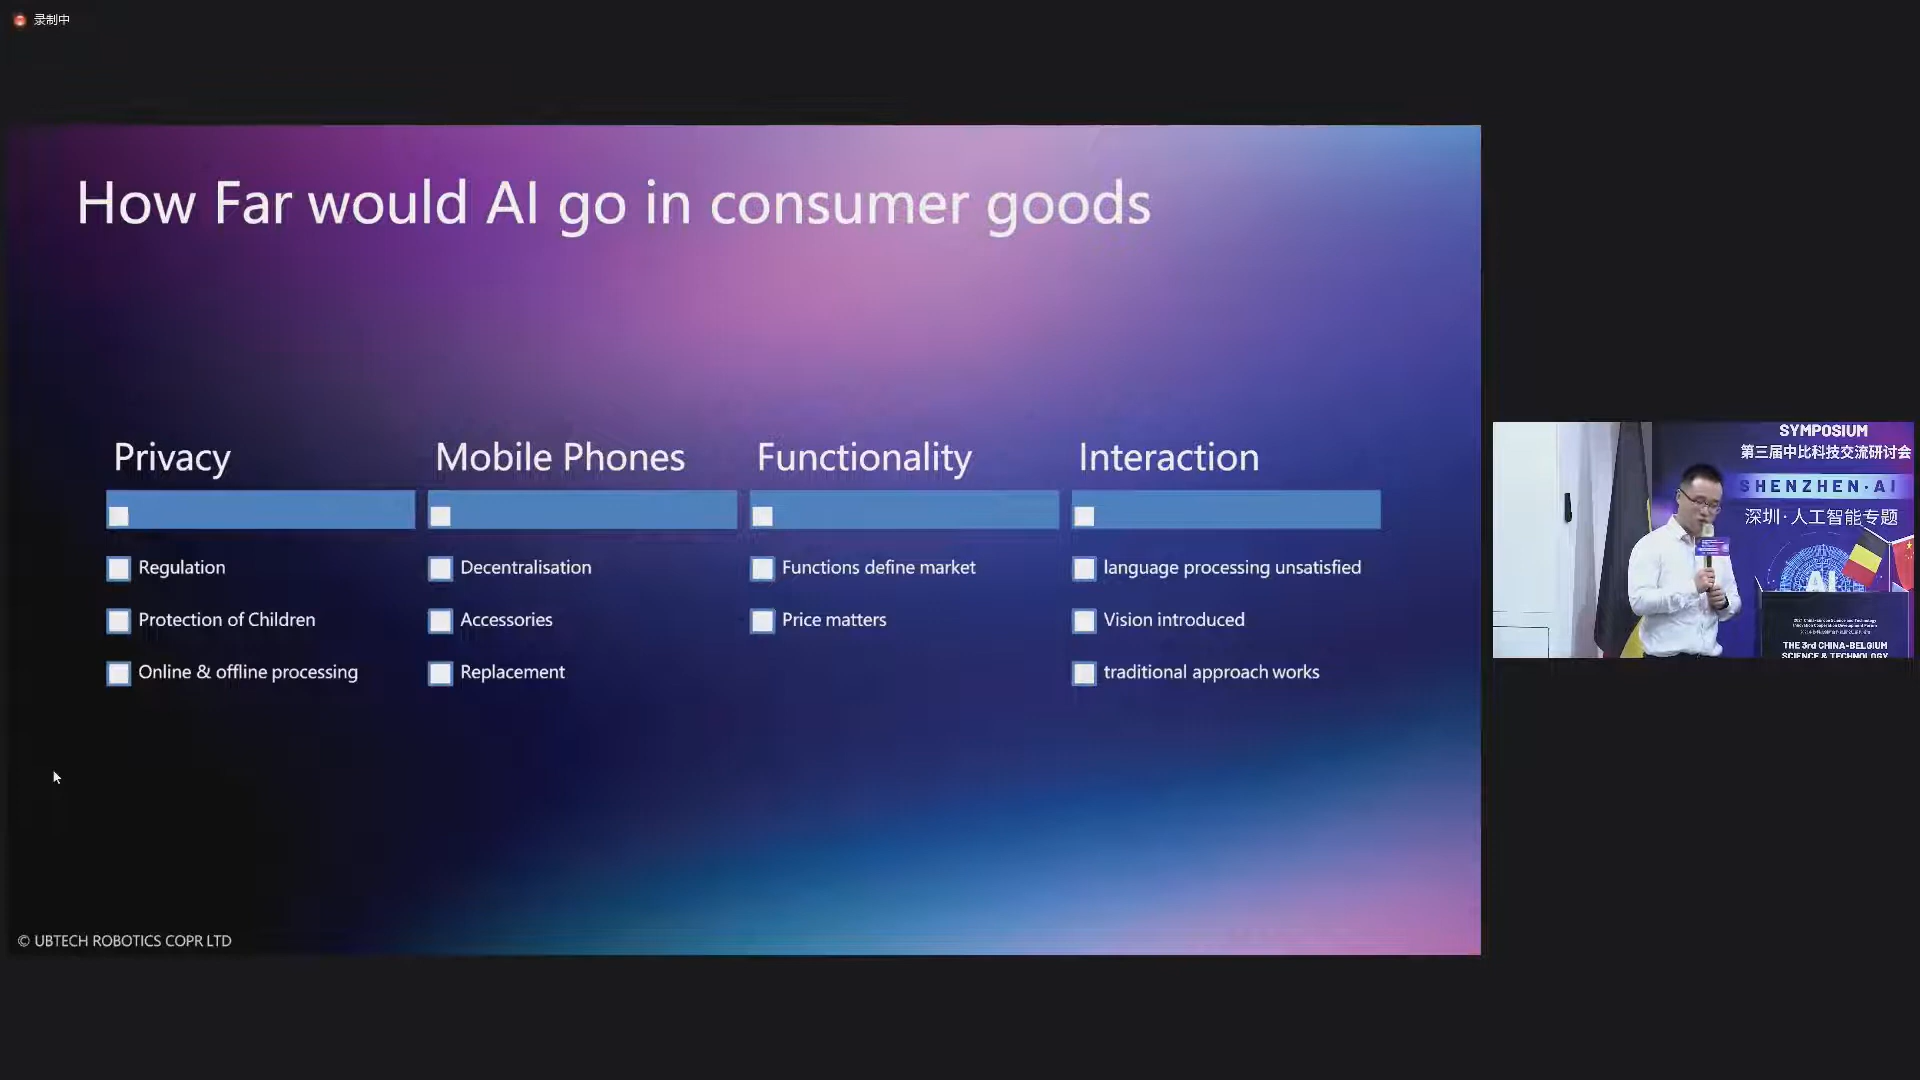 录制中
How Far would AI go in consumer goods
Privacy
Regulation
Protection of Children
Online & offline processing
Mobile Phones
Decentralisation
Accessories
Replacement
Functionality
Functions define market
Price matters
Interaction
language processing unsatisfied
Vision introduced
traditional approach works
© UBTECH ROBOTICS COPR LTD
SYMPOSIUM
第三届中比科技交流研讨会
SHENZHEN·AI
深圳·人工智能专题
AI
THE 3rd CHINA-BELGIUM
SCIENCE & TECHNOLOGY